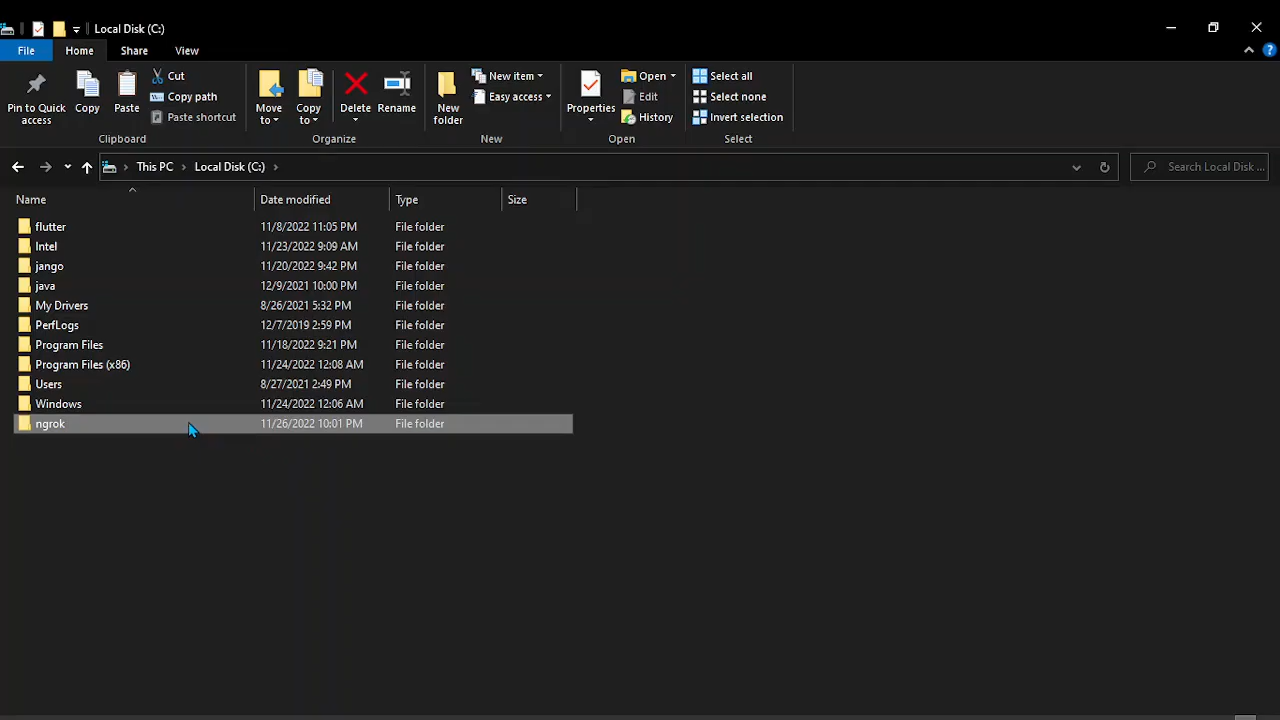 Local Disk (C:)
File Home Share View
Pin to Quick access
Copy
Paste
Cut
Copy path
Paste shortcut
Clipboard
Move to
Copy to
Delete
Rename
Organize
New folder
New item
Easy access
New
Properties
Open
Edit
History
Open
Select all
Select none
Invert selection
Select
This PC Local Disk (C:)
Search Local Disk ...
Name Date modified Type Size
flutter 11/8/2022 11:05 PM File folder
Intel 11/23/2022 9:09 AM File folder
jango 11/20/2022 9:42 PM File folder
java 12/9/2021 10:00 PM File folder
My Drivers 8/26/2021 5:32 PM File folder
PerfLogs 12/7/2019 2:59 PM File folder
Program Files 11/18/2022 9:21 PM File folder
Program Files (x86) 11/24/2022 12:08 AM File folder
Users 8/27/2021 2:49 PM File folder
Windows 11/24/2022 12:06 AM File folder
ngrok 11/26/2022 10:01 PM File folder